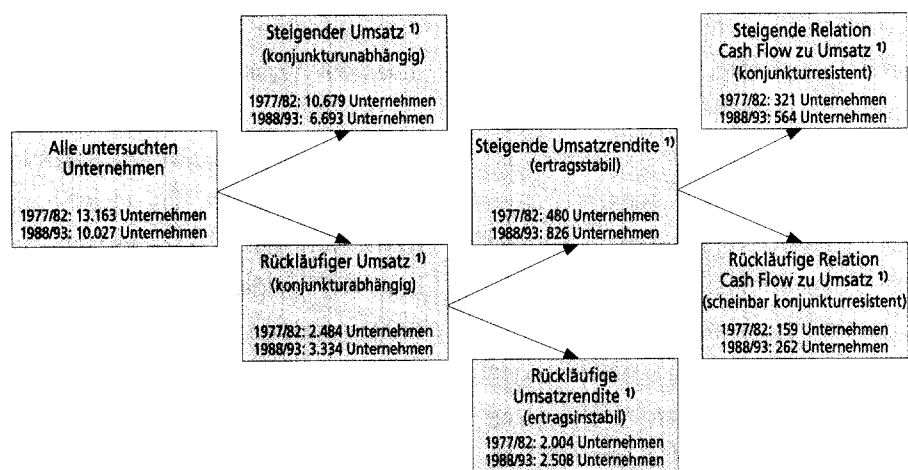 Alle untersuchten
Unternehmen
1977/82: 13.163 Unternehmen
1988/93: 10.027 Unternehmen
Steigender Umsatz 1)
(konjunkturunabhängig)
1977/82: 10.679 Unternehmen
1988/93: 6.693 Unternehmen
Rückläufiger Umsatz 1)
(konjunkturabhängig)
1977/82: 2.484 Unternehmen
1988/93: 3.334 Unternehmen
Steigende Umsatzrendite 1)
(ertragsstabil)
1977/82: 480 Unternehmen
1988/93: 826 Unternehmen
Rückläufige
Umsatzrendite 1)
(ertragsinstabil)
1977/82: 2.004 Unternehmen
1988/93: 2.508 Unternehmen
Steigende Relation
Cash Flow zu Umsatz 1)
(konjunkturresistent)
1977/82: 321 Unternehmen
1988/93: 564 Unternehmen
Rückläufige Relation
Cash Flow zu Umsatz 1)
(scheinbar konjunkturresistent)
1977/82: 159 Unternehmen
1988/93: 262 Unternehmen